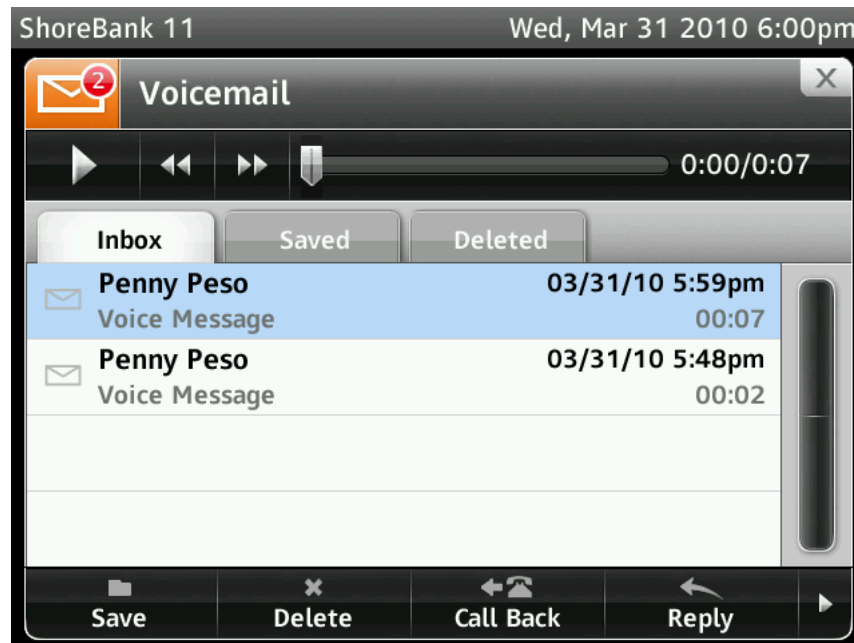 ShoreBank 11 Wed, Mar 31 2010 6:00pm
2
Voicemail X
0:00/0:07
Inbox Saved Deleted
Penny Peso 03/31/10 5:59pm
Voice Message 00:07
Penny Peso 03/31/10 5:48pm
Voice Message 00:02
Save Delete Call Back Reply